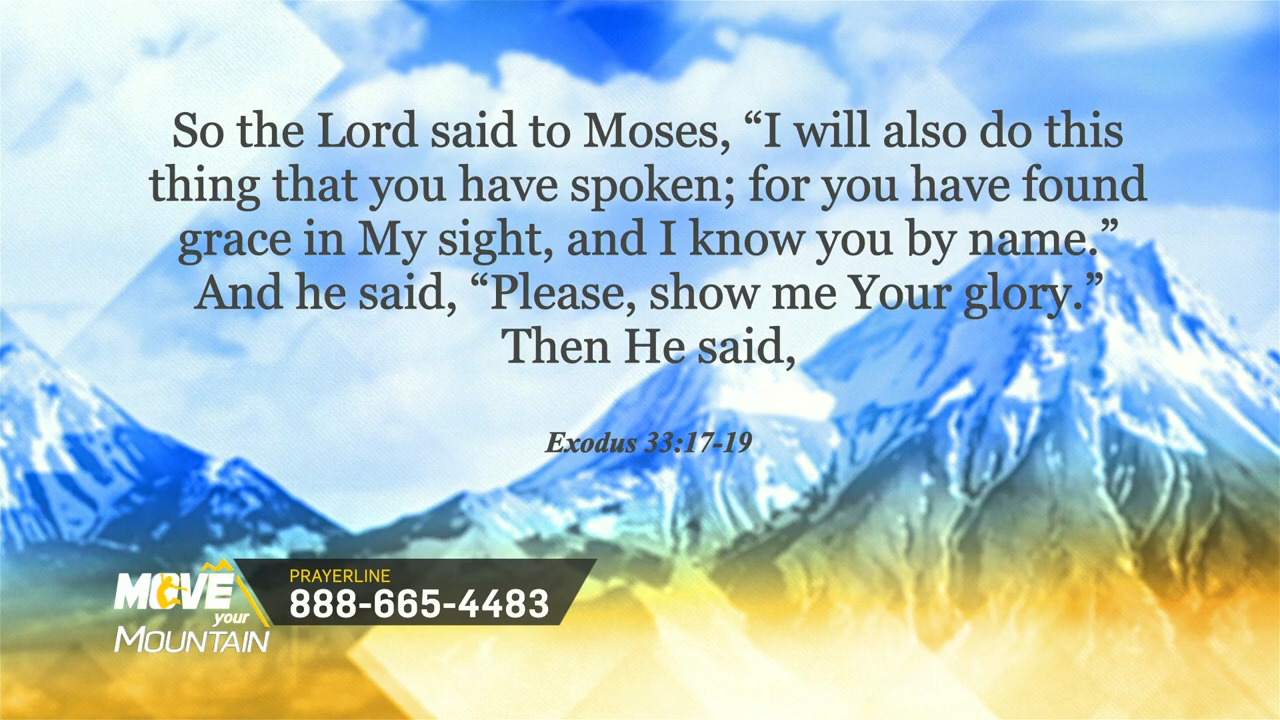 So the Lord said to Moses, “I will also do this
thing that you have spoken; for you have found
grace in My sight, and I know you by name.”
And he said, “Please, show me Your glory.”
Then He said,
Exodus 33:17-19
MOVE
your
MOUNTAIN
PRAYERLINE
888-665-4483